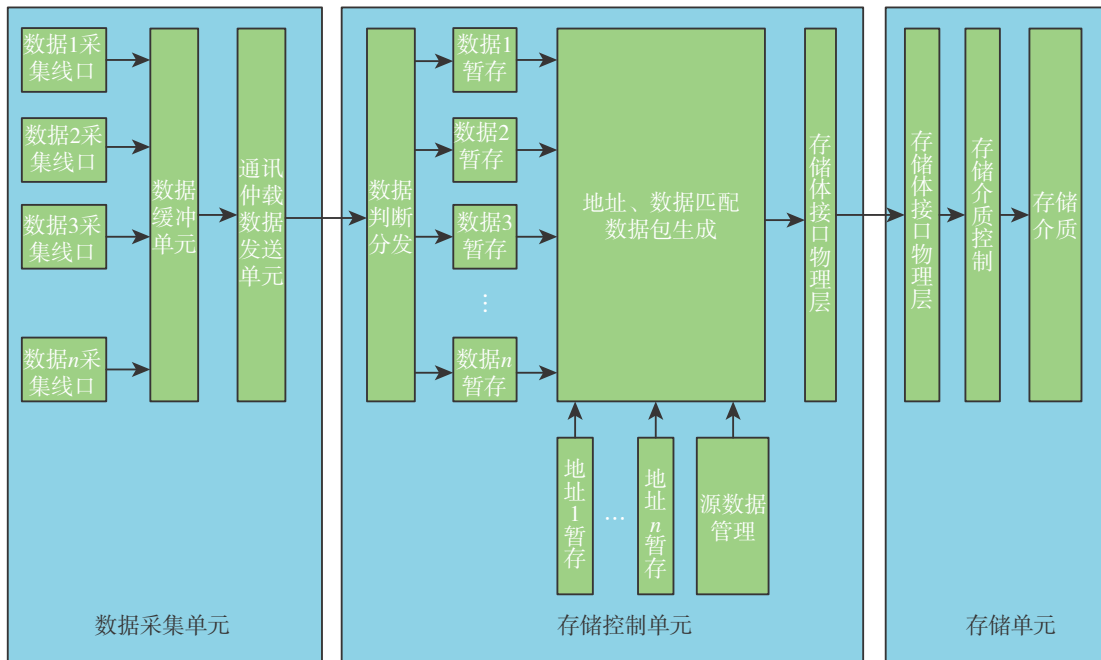 数据1采
集线口
数据2采
集线口
数据3采
集线口
数据n采
集线口
数据
缓冲
单元
通讯
仲载
数据
发送
单元
数据采集单元
数据
判断
分发
数据1
暂存
数据2
暂存
数据3
暂存
…
数据n
暂存
地址、数据匹配
数据包生成
存储体接口物理层
地址1暂存
…
地址n暂存
源数据
管理
存储控制单元
存储体接口物理层
存储介质控制
存储
介质
存储单元